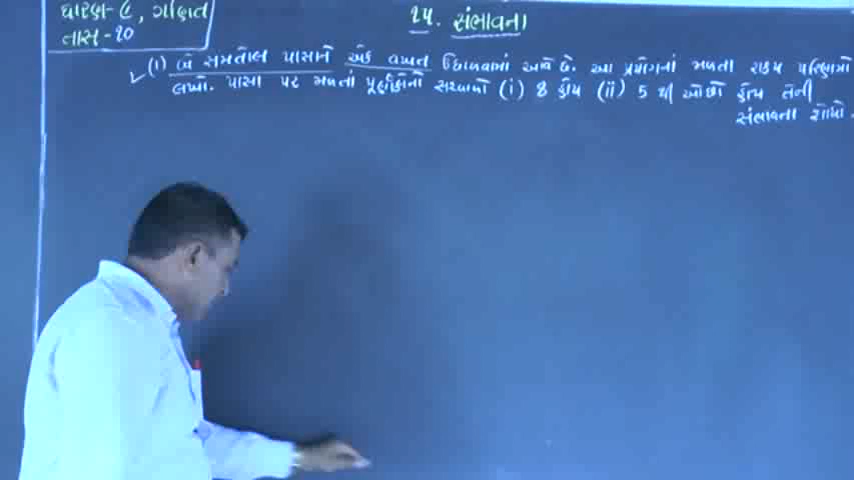 ધોરણ-૯, ગણિત
તાસ-૨૦
૧૫. સંભાવના
(૧) બે સમતોલ પાસાને એક વખત ઉછાળવામાં આવે છે. આ પ્રયોગનાં મળતા શક્ય પરિણામો
લખો. પાસા પર મળતાં પૂર્ણાંકોનો સરવાળો (i) 8 હોય (ii) 5 થી ઓછો હોય તેની
સંભાવના શોધો.